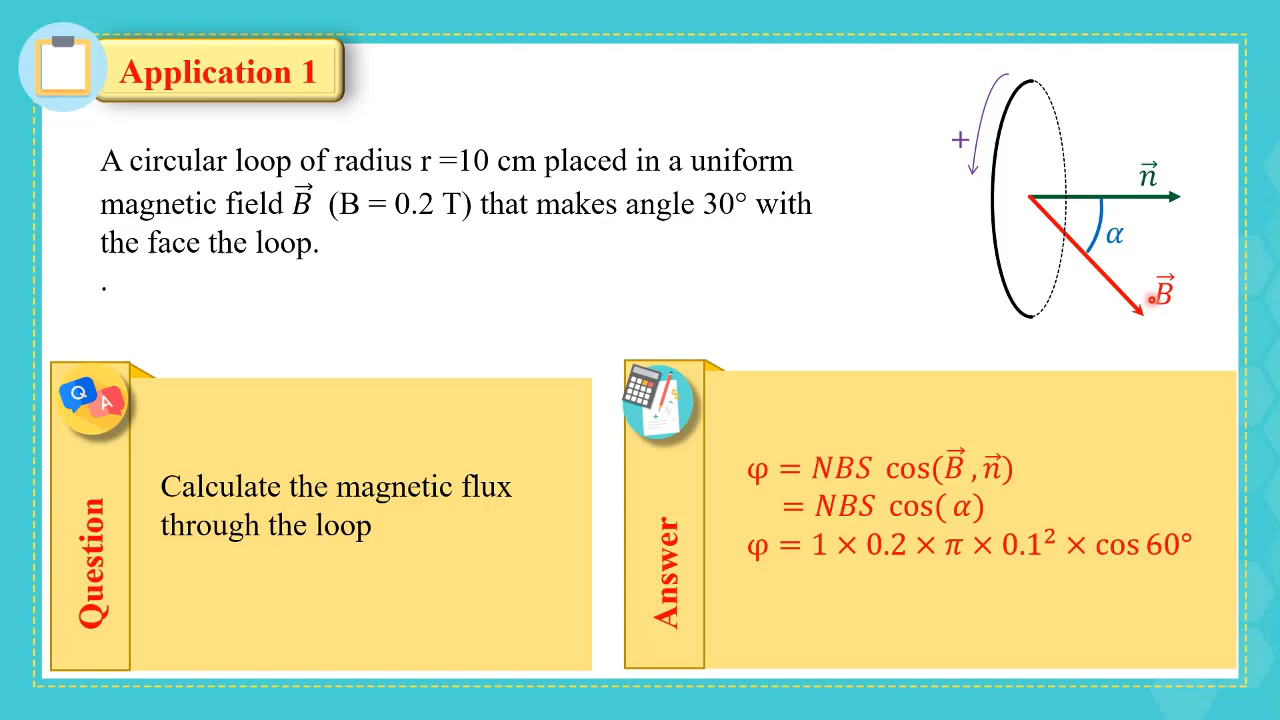 Application 1
A circular loop of radius r =10 cm placed in a uniform
magnetic field B⃗ (B = 0.2 T) that makes angle 30° with
the face the loop.
.
+
n⃗
α
B⃗
Q
A
Question
Calculate the magnetic flux
through the loop
Answer
φ = NBS cos(B⃗ , n⃗)
= NBS cos( α)
φ = 1 × 0.2 × π × 0.1² × cos 60°